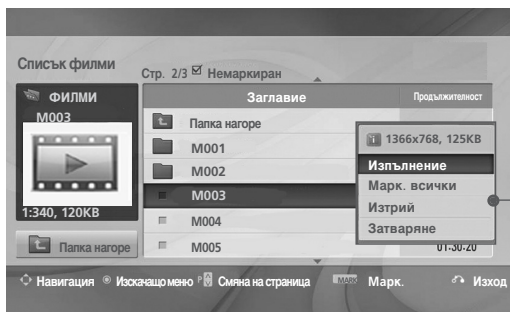 Списък филми
Стр. 2/3 Немаркиран
ФИЛМИ
M003
1:340, 120KB
Папка нагоре
Заглавие Продължителност
Папка нагоре
M001
M002
M003
M004
M005 01:30:20
1366x768, 125KB
Изпълнение
Марк. всички
Изтрий
Затваряне
Навигация Изскачащо меню P Смяна на страница MARK Марк. Изход